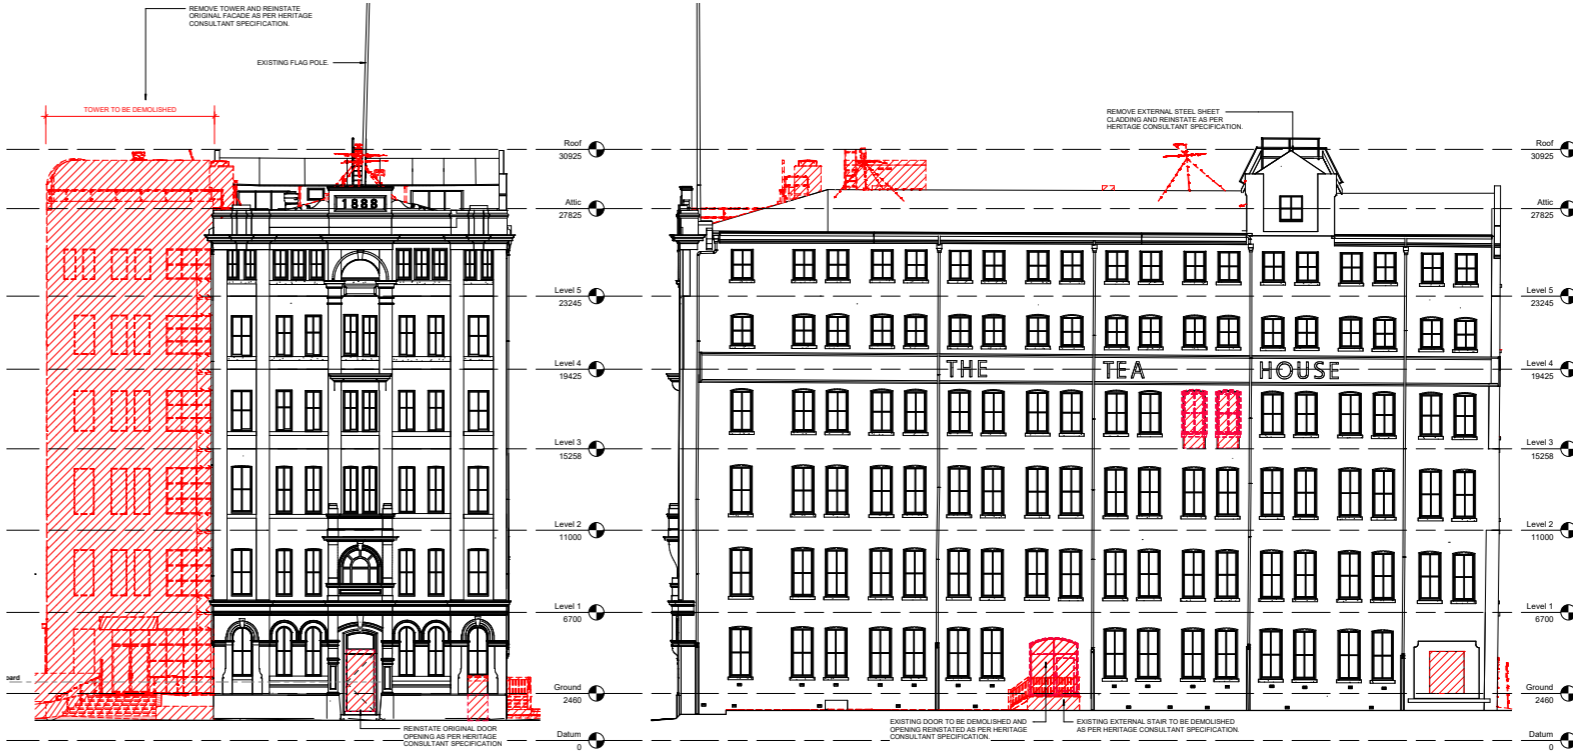 REMOVE TOWER AND REINSTATE
ORIGINAL FACADE AS PER HERITAGE
CONSULTANT SPECIFICATION.
EXISTING FLAG POLE.
TOWER TO BE DEMOLISHED
REMOVE EXTERNAL STEEL SHEET
CLADDING AND REINSTATE AS PER
HERITAGE CONSULTANT SPECIFICATION.
Roof
30925
Roof
30925
1888
Attic
27825
Attic
27825
Level 5
23245
Level 5
23245
THE TEA HOUSE
Level 4
19425
Level 4
19425
Level 3
15258
Level 3
15258
Level 2
11000
Level 2
11000
Level 1
6700
Level 1
6700
oard
Ground
2460
Ground
2460
REINSTATE ORIGINAL DOOR
OPENING AS PER HERITAGE
CONSULTANT SPECIFICATION
EXISTING DOOR TO BE DEMOLISHED AND
OPENING REINSTATED AS PER HERITAGE
CONSULTANT SPECIFICATION.
EXISTING EXTERNAL STAIR TO BE DEMOLISHED
AS PER HERITAGE CONSULTANT SPECIFICATION.
Datum
0
Datum
0